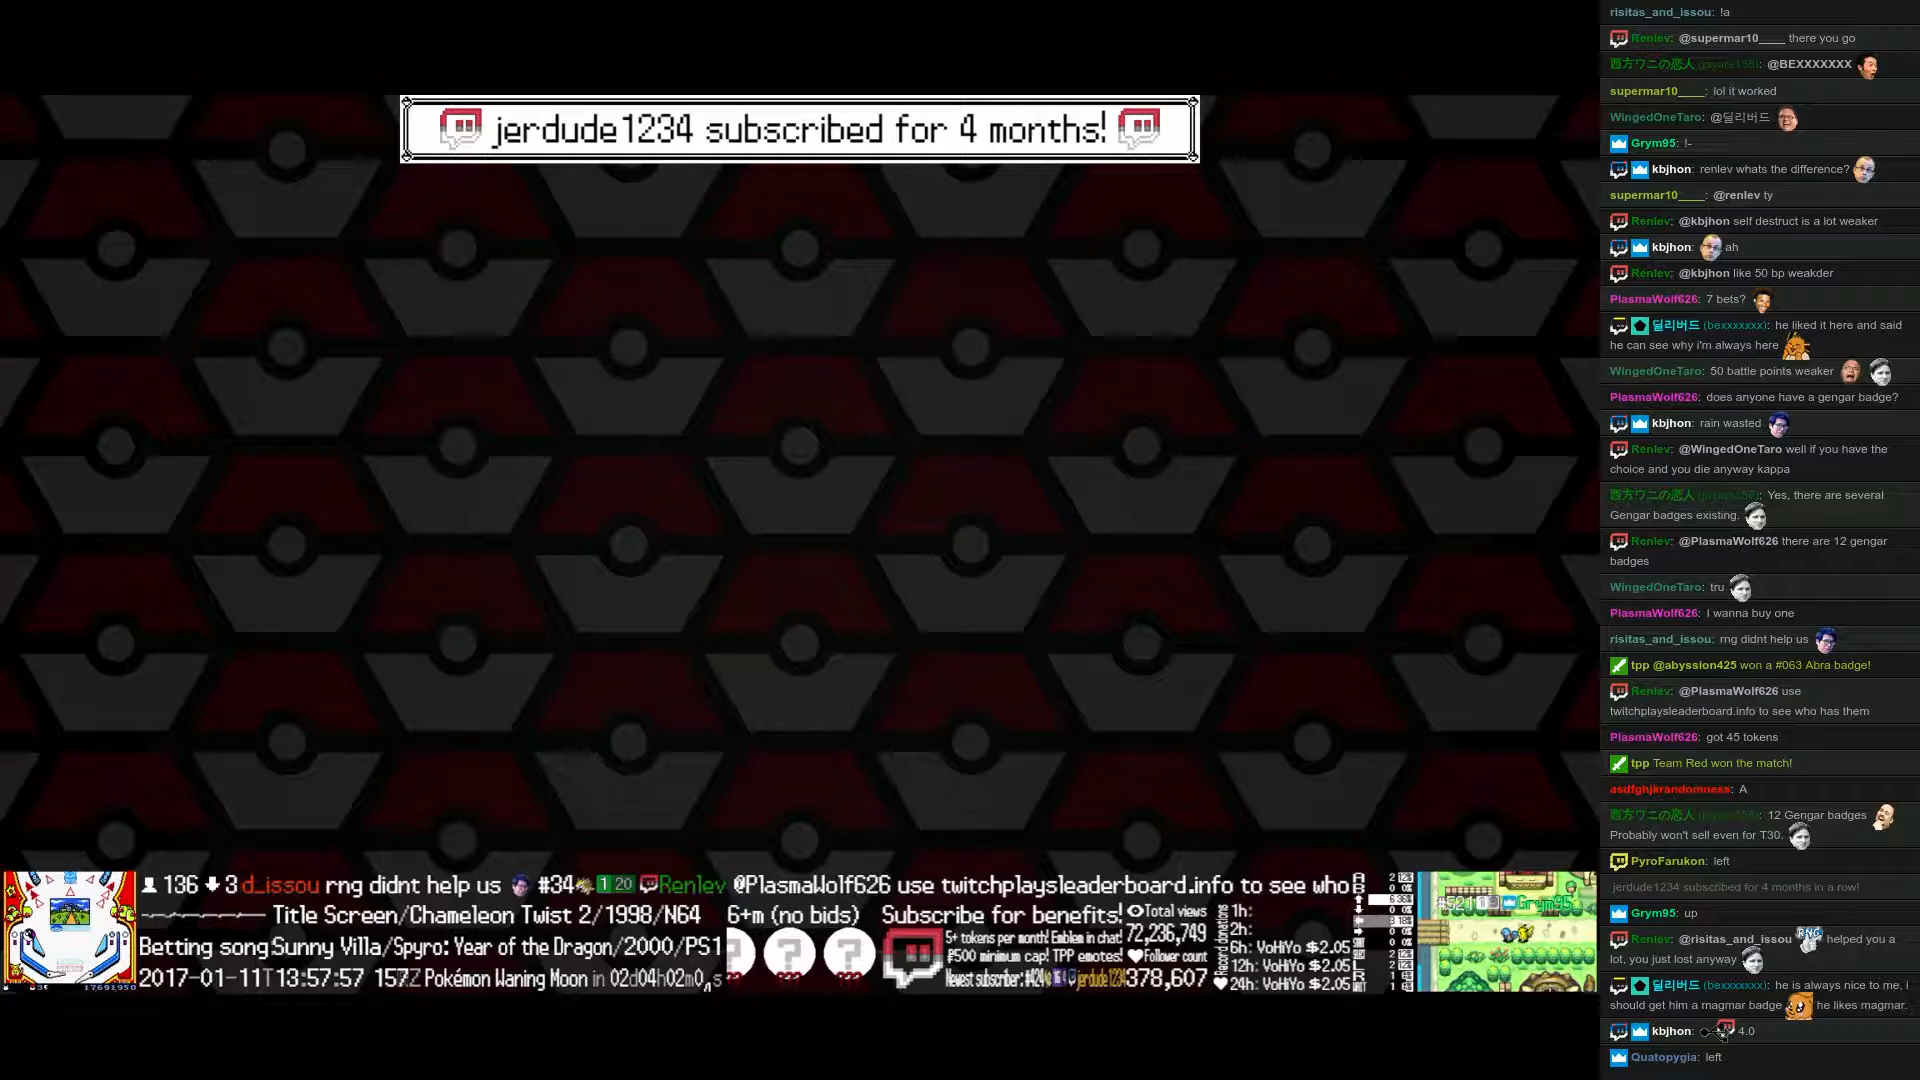 jerdude1234 subscribed for 4 months!
risitas_and_issou: !a
Renlev: @supermar10____ there you go
西方ワニの恋人: @BEXXXXXXX
supermar10____: lol it worked
WingedOneTaro: @딜리버드
Grym95: !-
kbjhon: renlev whats the difference?
supermar10____: @renlev ty
Renlev: @kbjhon self destruct is a lot weaker
kbjhon: ah
Renlev: @kbjhon like 50 bp weakder
PlasmaWolf626: 7 bets?
딜리버드 (bexxxxxxx): he liked it here and said
he can see why i'm always here
WingedOneTaro: 50 battle points weaker
PlasmaWolf626: does anyone have a gengar badge?
kbjhon: rain wasted
Renlev: @WingedOneTaro well if you have the
choice and you die anyway kappa
西方ワニの恋人: Yes, there are several
Gengar badges existing.
Renlev: @PlasmaWolf626 there are 12 gengar
badges
WingedOneTaro: tru
PlasmaWolf626: I wanna buy one
risitas_and_issou: rng didnt help us
tpp @abyssion425 won a #063 Abra badge!
Renlev: @PlasmaWolf626 use
twitchplaysleaderboard.info to see who has them
PlasmaWolf626: got 45 tokens
tpp Team Red won the match!
asdfghjkrandomness: A
西方ワニの恋人: 12 Gengar badges
Probably won't sell even for T30.
PyroFarukon: left
jerdude1234 subscribed for 4 months in a row!
Grym95: up
Renlev: @risitas_and_issou RNG helped you a
lot, you just lost anyway
딜리버드 (bexxxxxxx): he is always nice to me, i
should get him a magmar badge he likes magmar.
kbjhon: 4.0
Quatopygia: left
136 3 d_issou rng didnt help us #34 1 20 Renlev @PlasmaWolf626 use twitchplaysleaderboard.info to see who
Title Screen/Chameleon Twist 2/1998/N64 6+m (no bids) Subscribe for benefits!
Betting song:Sunny Villa/Spyro: Year of the Dragon/2000/PS1
2017-01-11T13:57:57 157Z Pokémon Waning Moon in 02d04h02m0
5+ tokens per month! Emblem in chat!
₽500 minimum cap! TPP emotes!
Newest subscriber: jerdude1234
Total views
72,236,749
Follower count
378,607
Record donations
1h:
2h:
6h: VoHiYo $2.05
12h: VoHiYo $2.05
24h: VoHiYo $2.05
Grym95
17691950